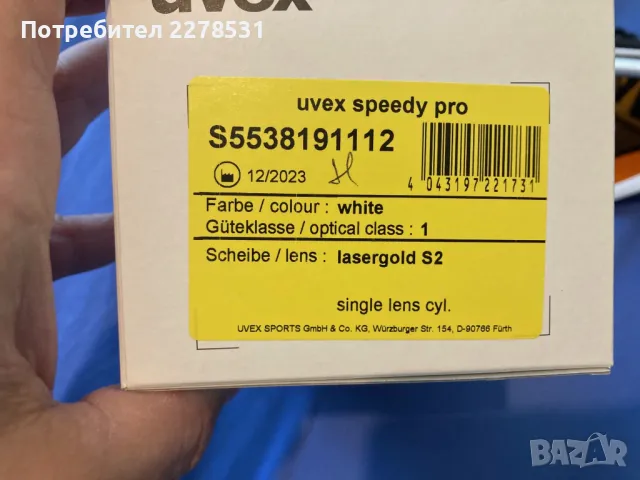 uvex
Потребител 2278531
uvex speedy pro
S5538191112
12/2023
4 043197 221731
Farbe / colour : white
Güteklasse / optical class : 1
Scheibe / lens : lasergold S2
single lens cyl.
UVEX SPORTS GmbH & Co. KG, Würzburger Str. 154, D-90766 Fürth
BAZAR